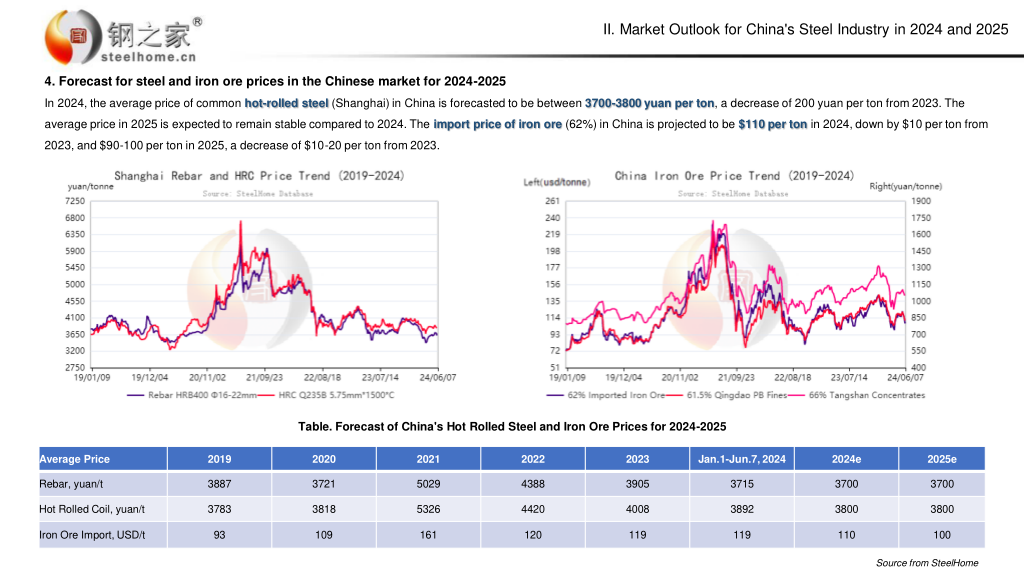 钢之家®
steelhome.cn
II. Market Outlook for China's Steel Industry in 2024 and 2025
4. Forecast for steel and iron ore prices in the Chinese market for 2024-2025
In 2024, the average price of common hot-rolled steel (Shanghai) in China is forecasted to be between 3700-3800 yuan per ton, a decrease of 200 yuan per ton from 2023. The
average price in 2025 is expected to remain stable compared to 2024. The import price of iron ore (62%) in China is projected to be $110 per ton in 2024, down by $10 per ton from
2023, and $90-100 per ton in 2025, a decrease of $10-20 per ton from 2023.
Shanghai Rebar and HRC Price Trend (2019-2024)
yuan/tonne
Source: SteelHome Database
7250
6800
6350
5900
5450
5000
4550
4100
3650
3200
2750
19/01/09 19/12/04 20/11/02 21/09/23 22/08/18 23/07/14 24/06/07
Rebar HRB400 Φ16-22mm HRC Q235B 5.75mm*1500*C
China Iron Ore Price Trend (2019-2024)
Left(usd/tonne) Right(yuan/tonne)
Source: SteelHome Database
261 1900
240 1750
219 1600
198 1450
177 1300
156 1150
135 1000
114 850
93 700
72 550
51 400
19/01/09 19/12/04 20/11/02 21/09/23 22/08/18 23/07/14 24/06/07
62% Imported Iron Ore 61.5% Qingdao PB Fines 66% Tangshan Concentrates
Table. Forecast of China's Hot Rolled Steel and Iron Ore Prices for 2024-2025
Average Price 2019 2020 2021 2022 2023 Jan.1-Jun.7, 2024 2024e 2025e
Rebar, yuan/t 3887 3721 5029 4388 3905 3715 3700 3700
Hot Rolled Coil, yuan/t 3783 3818 5326 4420 4008 3892 3800 3800
Iron Ore Import, USD/t 93 109 161 120 119 119 110 100
Source from SteelHome